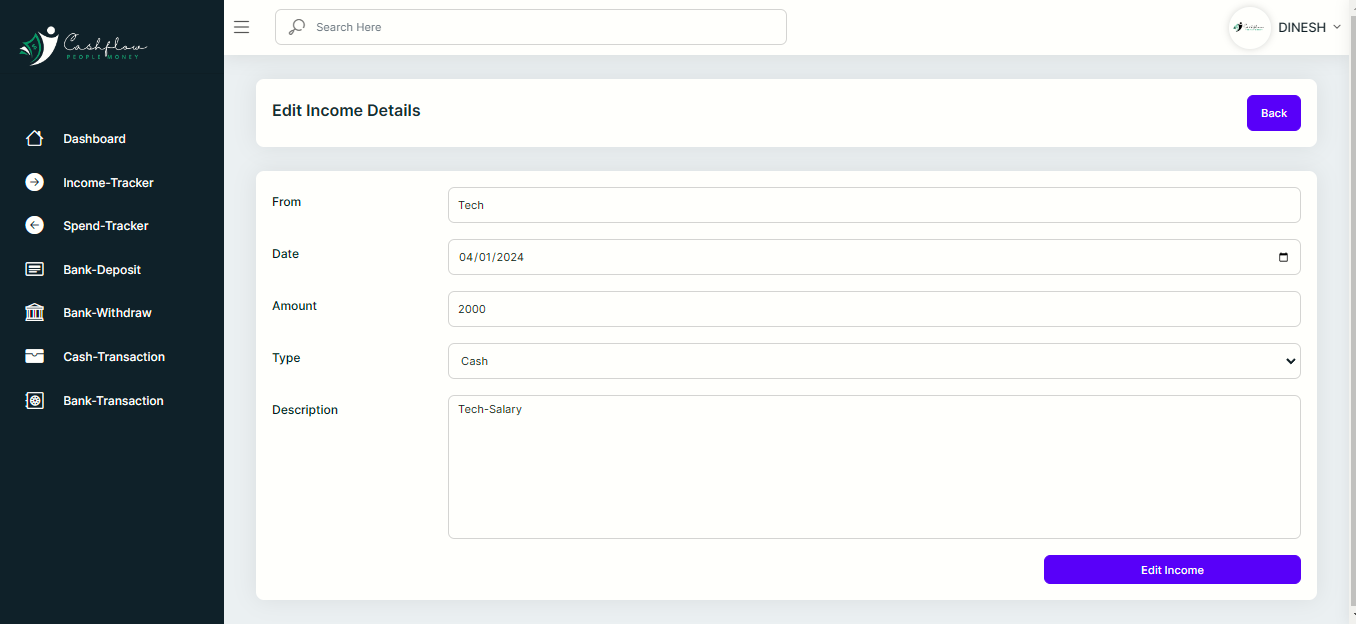 Cashflow
PEOPLE MONEY
Search Here
DINESH
Dashboard
Income-Tracker
Spend-Tracker
Bank-Deposit
Bank-Withdraw
Cash-Transaction
Bank-Transaction
Edit Income Details
Back
From
Tech
Date
04/01/2024
Amount
2000
Type
Cash
Description
Tech-Salary
Edit Income